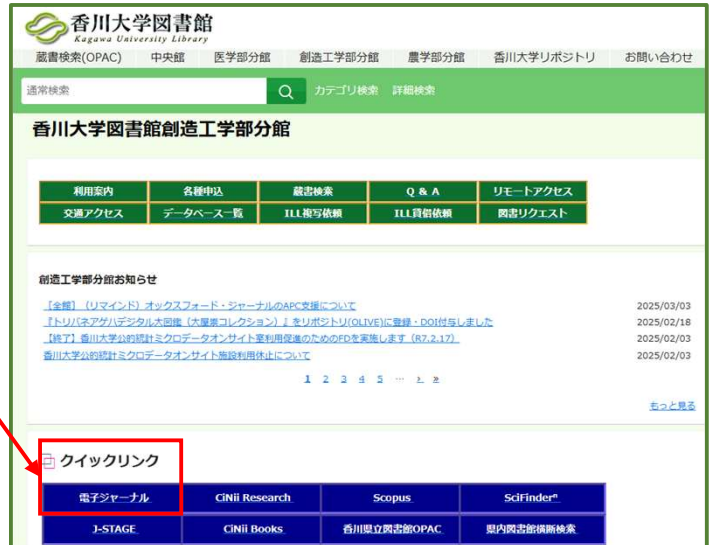 香川大学図書館
Kagawa University Library
蔵書検索(OPAC) 中央館 医学部分館 創造工学部分館 農学部分館 香川大学リポジトリ お問い合わせ
通常検索 カテゴリ検索 詳細検索
香川大学図書館創造工学部分館
利用案内 各種申込 蔵書検索 Q & A リモートアクセス
交通アクセス データベース一覧 ILL複写依頼 ILL貸借依頼 図書リクエスト
創造工学部分館お知らせ
【全館】（リマインド）オックスフォード・ジャーナルのAPC支援について 2025/03/03
『トリバネアゲハデジタル大図鑑（大屋崇コレクション）』をリポジトリ(OLIVE)に登録・DOI付与しました 2025/02/18
【終了】香川大学公的統計ミクロデータオンサイト室利用促進のためのFDを実施します（R7.2.17） 2025/02/03
香川大学公的統計ミクロデータオンサイト施設利用休止について 2025/02/03
1 2 3 4 5 … › »
もっと見る
クイックリンク
電子ジャーナル CiNii Research Scopus SciFinderⁿ
J-STAGE CiNii Books 香川県立図書館OPAC 県内図書館横断検索